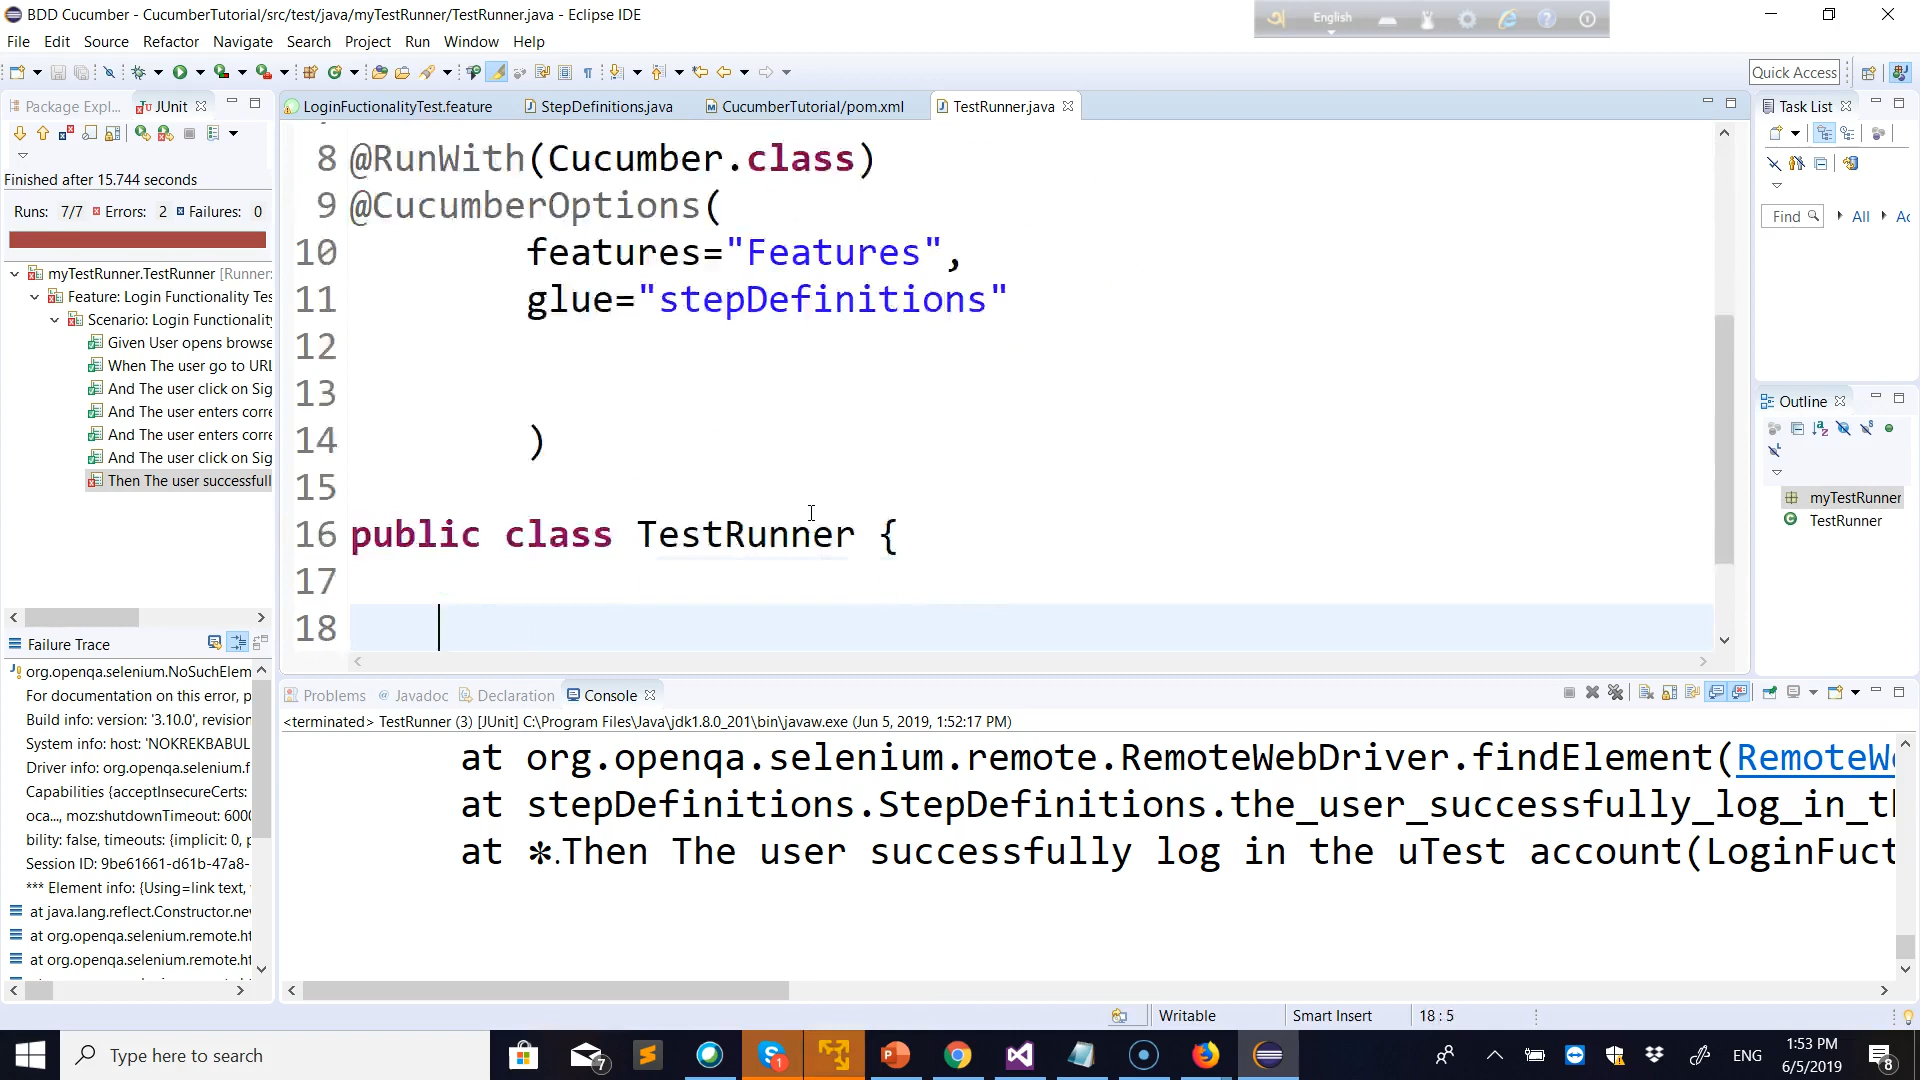 BDD Cucumber - CucumberTutorial/src/test/java/myTestRunner/TestRunner.java - Eclipse IDE
English
File Edit Source Refactor Navigate Search Project Run Window Help
Quick Access
Package Expl... JUnit
LoginFuctionalityTest.feature StepDefinitions.java CucumberTutorial/pom.xml TestRunner.java
Task List
Finished after 15.744 seconds
Runs: 7/7 Errors: 2 Failures: 0
Find All Ac
myTestRunner.TestRunner [Runner:
Feature: Login Functionality Tes
Scenario: Login Functionality
Given User opens browse
When The user go to URL
And The user click on Sig
And The user enters corre
And The user enters corre
And The user click on Sig
Then The user successfull
8 @RunWith(Cucumber.class)
9 @CucumberOptions(
10 features="Features",
11 glue="stepDefinitions"
12
13
14 )
15
16 public class TestRunner {
17
18
Outline
myTestRunner
TestRunner
Failure Trace
org.openqa.selenium.NoSuchElem
For documentation on this error, p
Build info: version: '3.10.0', revision
System info: host: 'NOKREKBABUL
Driver info: org.openqa.selenium.f
Capabilities {acceptInsecureCerts:
oca..., moz:shutdownTimeout: 6000
bility: false, timeouts: {implicit: 0, p
Session ID: 9be61661-d61b-47a8-
*** Element info: {Using=link text,
at java.lang.reflect.Constructor.nev
at org.openqa.selenium.remote.ht
at org.openqa.selenium.remote.ht
Problems Javadoc Declaration Console
<terminated> TestRunner (3) [JUnit] C:\Program Files\Java\jdk1.8.0_201\bin\javaw.exe (Jun 5, 2019, 1:52:17 PM)
at org.openqa.selenium.remote.RemoteWebDriver.findElement(RemoteWe
at stepDefinitions.StepDefinitions.the_user_successfully_log_in_th
at *.Then The user successfully log in the uTest account(LoginFuct
Writable Smart Insert 18 : 5
Type here to search
7
1
ENG
1:53 PM
6/5/2019
8